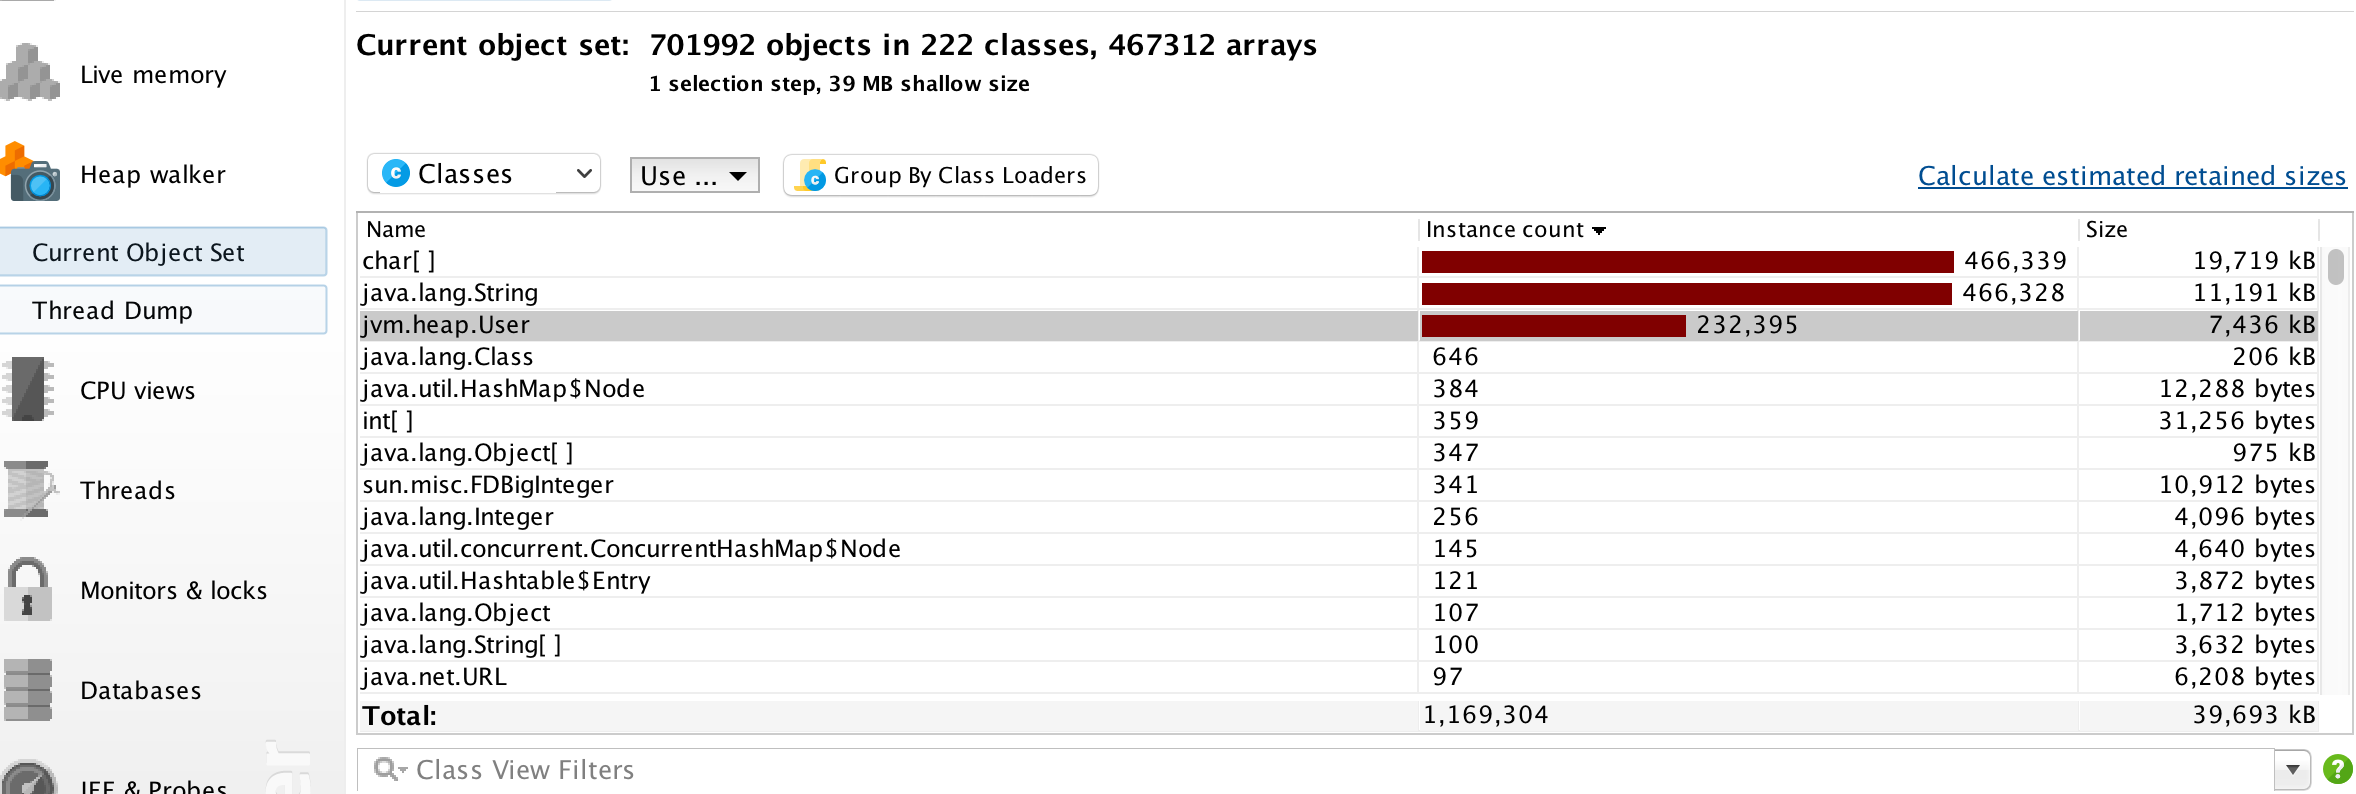 Current object set: 701992 objects in 222 classes, 467312 arrays
1 selection step, 39 MB shallow size
Live memory
Heap walker
Current Object Set
Thread Dump
CPU views
Threads
Monitors & locks
Databases
JEE & Probes
Classes Use ... Group By Class Loaders Calculate estimated retained sizes
Name Instance count Size
char[ ] 466,339 19,719 kB
java.lang.String 466,328 11,191 kB
jvm.heap.User 232,395 7,436 kB
java.lang.Class 646 206 kB
java.util.HashMap$Node 384 12,288 bytes
int[ ] 359 31,256 bytes
java.lang.Object[ ] 347 975 kB
sun.misc.FDBigInteger 341 10,912 bytes
java.lang.Integer 256 4,096 bytes
java.util.concurrent.ConcurrentHashMap$Node 145 4,640 bytes
java.util.Hashtable$Entry 121 3,872 bytes
java.lang.Object 107 1,712 bytes
java.lang.String[ ] 100 3,632 bytes
java.net.URL 97 6,208 bytes
Total: 1,169,304 39,693 kB
Class View Filters